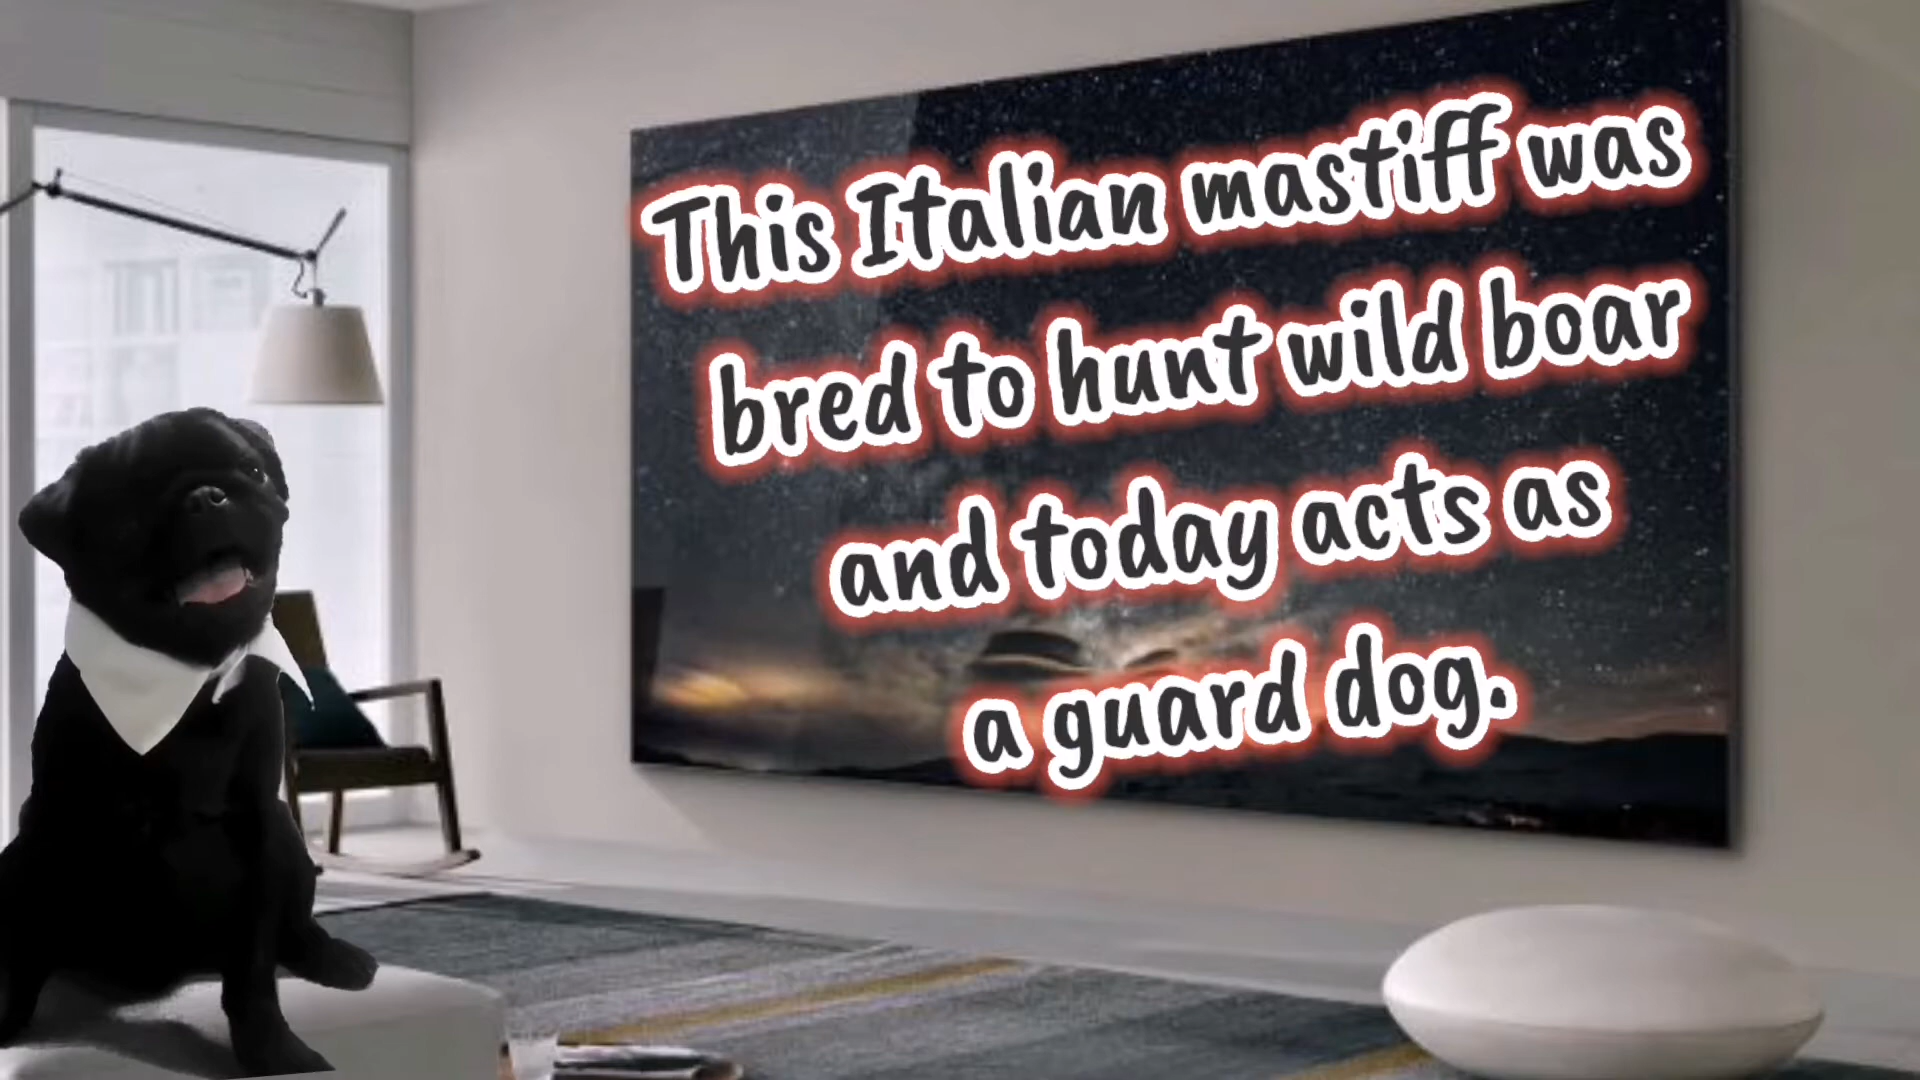 This Italian mastiff was
bred to hunt wild boar
and today acts as
a guard dog.